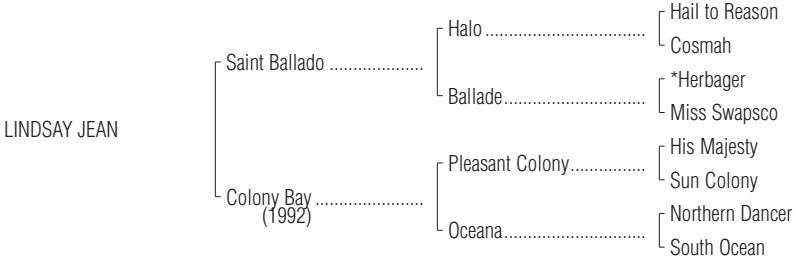 Hail to Reason
Halo ................................
Cosmah
Saint Ballado ...................
*Herbager
Ballade............................
Miss Swapsco
LINDSAY JEAN
His Majesty
Pleasant Colony...............
Sun Colony
Colony Bay ......................
(1992)
Northern Dancer
Oceana............................
South Ocean